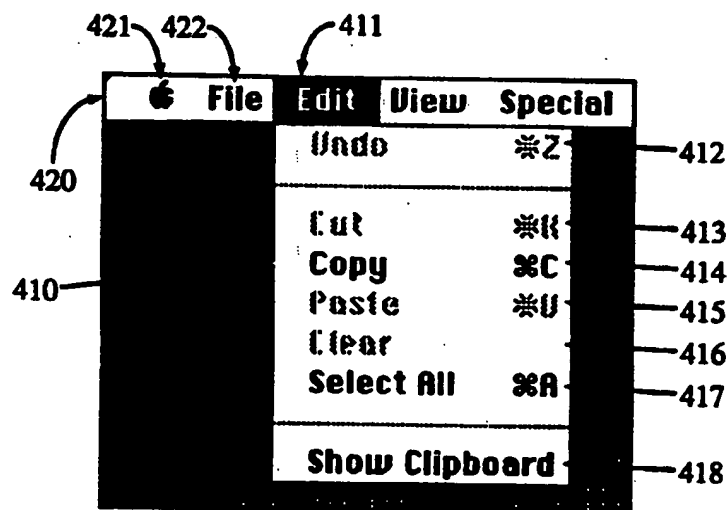 421 422 411
File Edit View Special
420
Undo ⌘Z 412
Cut ⌘X 413
410 Copy ⌘C 414
Paste ⌘V 415
Clear 416
Select All ⌘A 417
Show Clipboard 418